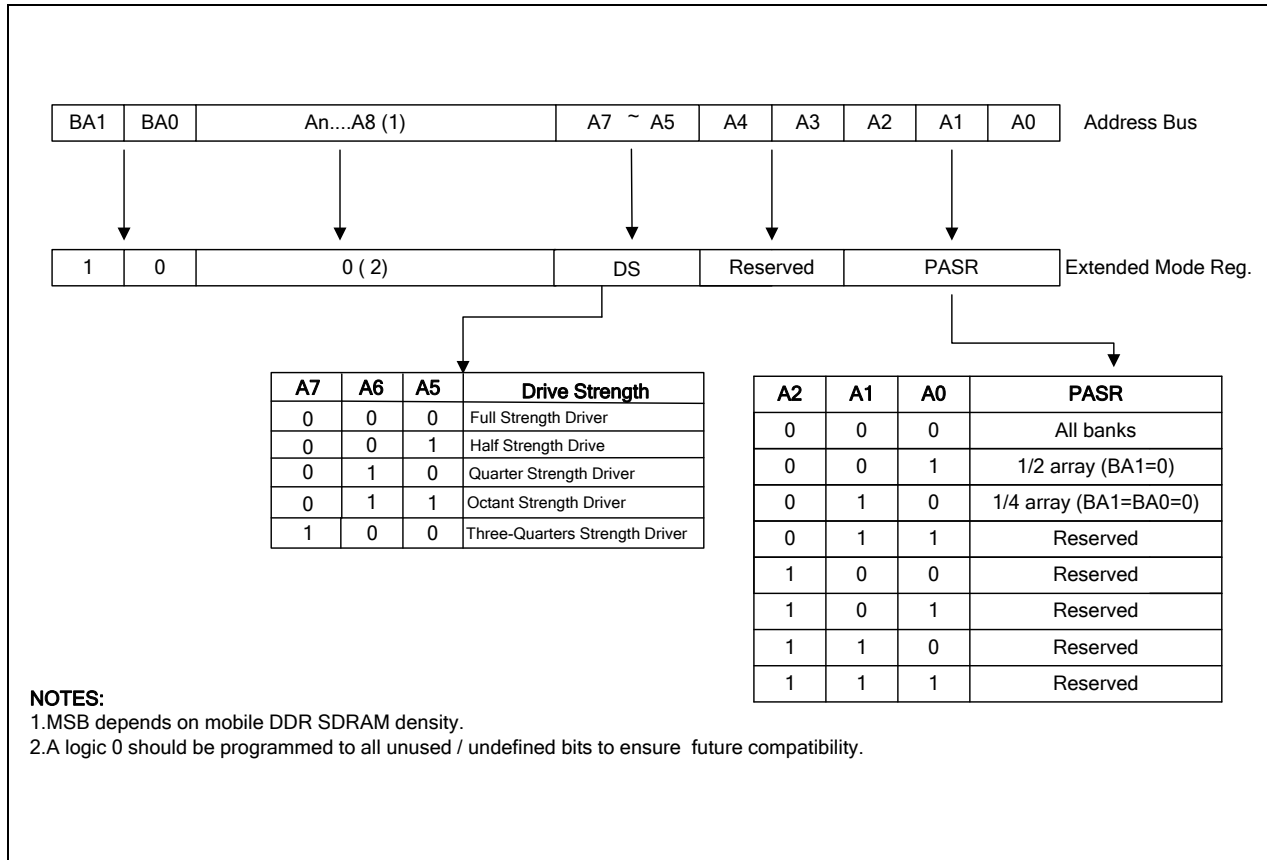 BA1 BA0 An....A8 (1) A7 ~ A5 A4 A3 A2 A1 A0 Address Bus
1 0 0 ( 2) DS Reserved PASR Extended Mode Reg.
A7 A6 A5 Drive Strength
0 0 0 Full Strength Driver
0 0 1 Half Strength Drive
0 1 0 Quarter Strength Driver
0 1 1 Octant Strength Driver
1 0 0 Three-Quarters Strength Driver
A2 A1 A0 PASR
0 0 0 All banks
0 0 1 1/2 array (BA1=0)
0 1 0 1/4 array (BA1=BA0=0)
0 1 1 Reserved
1 0 0 Reserved
1 0 1 Reserved
1 1 0 Reserved
1 1 1 Reserved
NOTES:
1.MSB depends on mobile DDR SDRAM density.
2.A logic 0 should be programmed to all unused / undefined bits to ensure future compatibility.